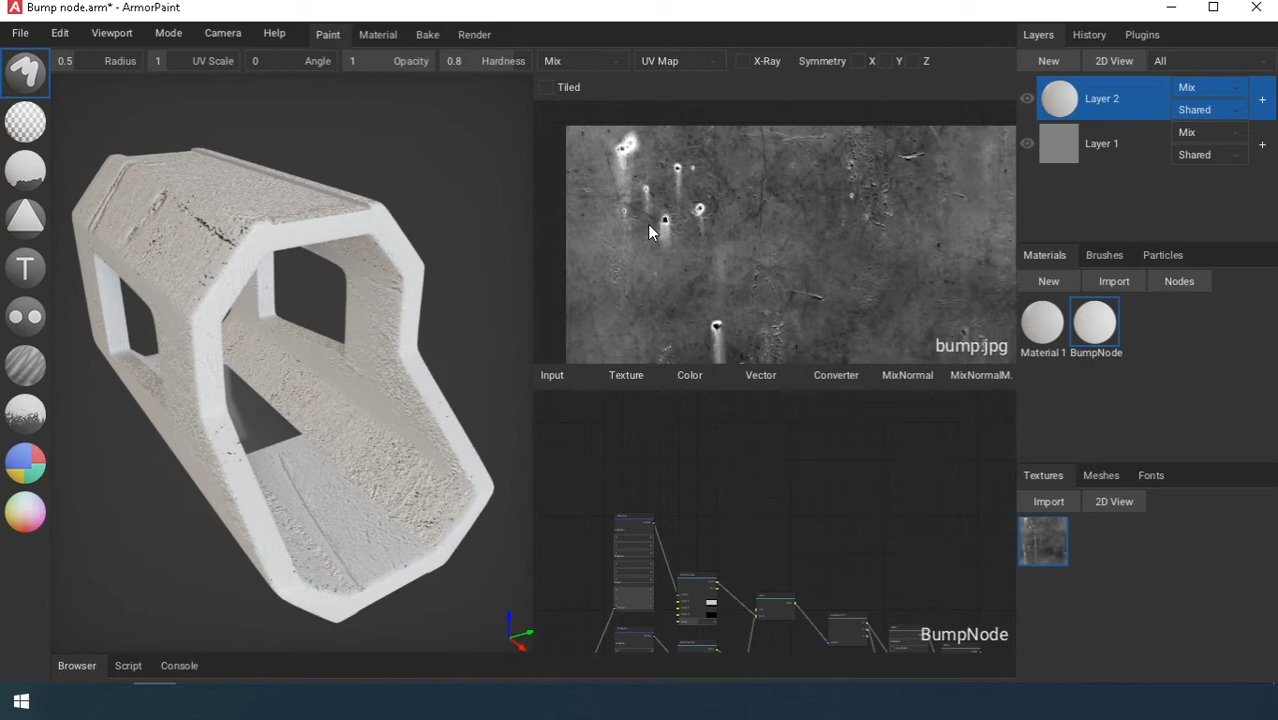 Bump node.arm* - ArmorPaint
File Edit Viewport Mode Camera Help Paint Material Bake Render
Layers History Plugins
0.5 Radius 1 UV Scale 0 Angle 1 Opacity 0.8 Hardness Mix UV Map X-Ray Symmetry X Y Z
New 2D View All
Tiled
Layer 2 Mix
Shared +
Layer 1 Mix
Shared +
Materials Brushes Particles
New Import Nodes
Material 1 BumpNode
bump.jpg
Input Texture Color Vector Converter MixNormal MixNormalM.
Textures Meshes Fonts
Import 2D View
T
BumpNode
Browser Script Console